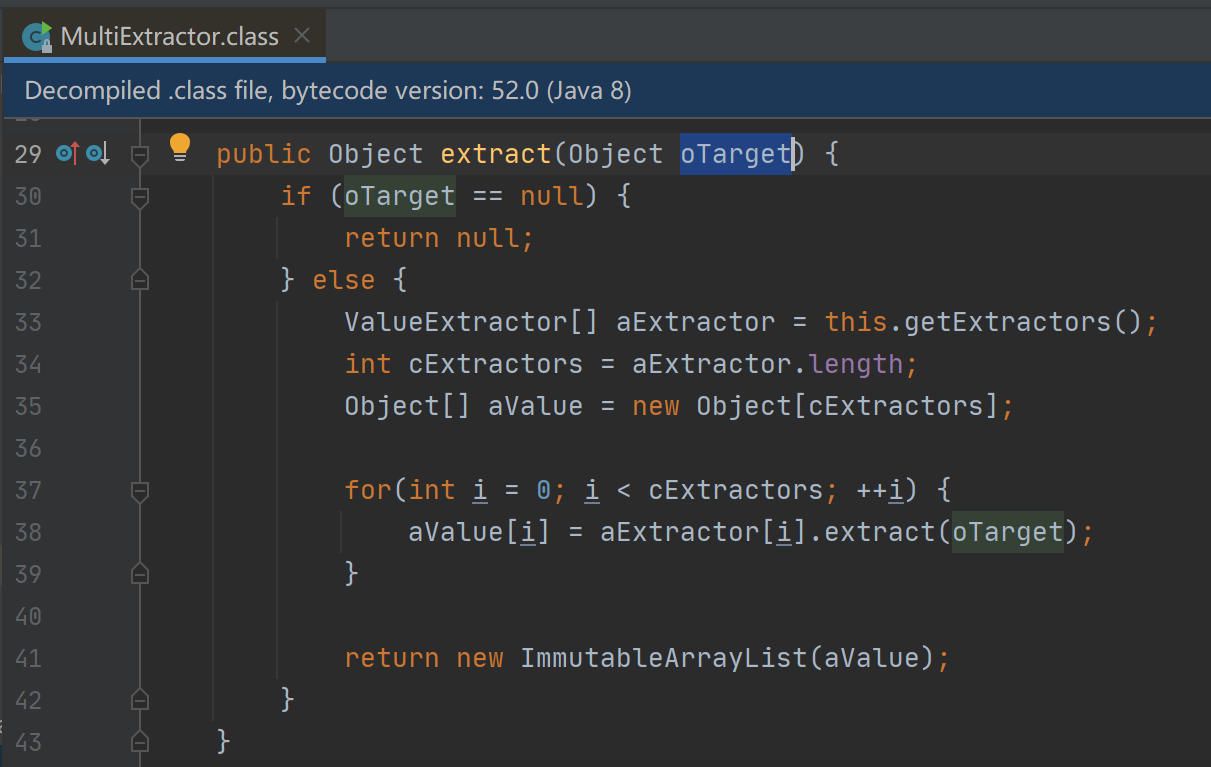 MultiExtractor.class
Decompiled .class file, bytecode version: 52.0 (Java 8)
29 public Object extract(Object oTarget) {
30 if (oTarget == null) {
31 return null;
32 } else {
33 ValueExtractor[] aExtractor = this.getExtractors();
34 int cExtractors = aExtractor.length;
35 Object[] aValue = new Object[cExtractors];
36
37 for(int i = 0; i < cExtractors; ++i) {
38 aValue[i] = aExtractor[i].extract(oTarget);
39 }
40
41 return new ImmutableArrayList(aValue);
42 }
43 }